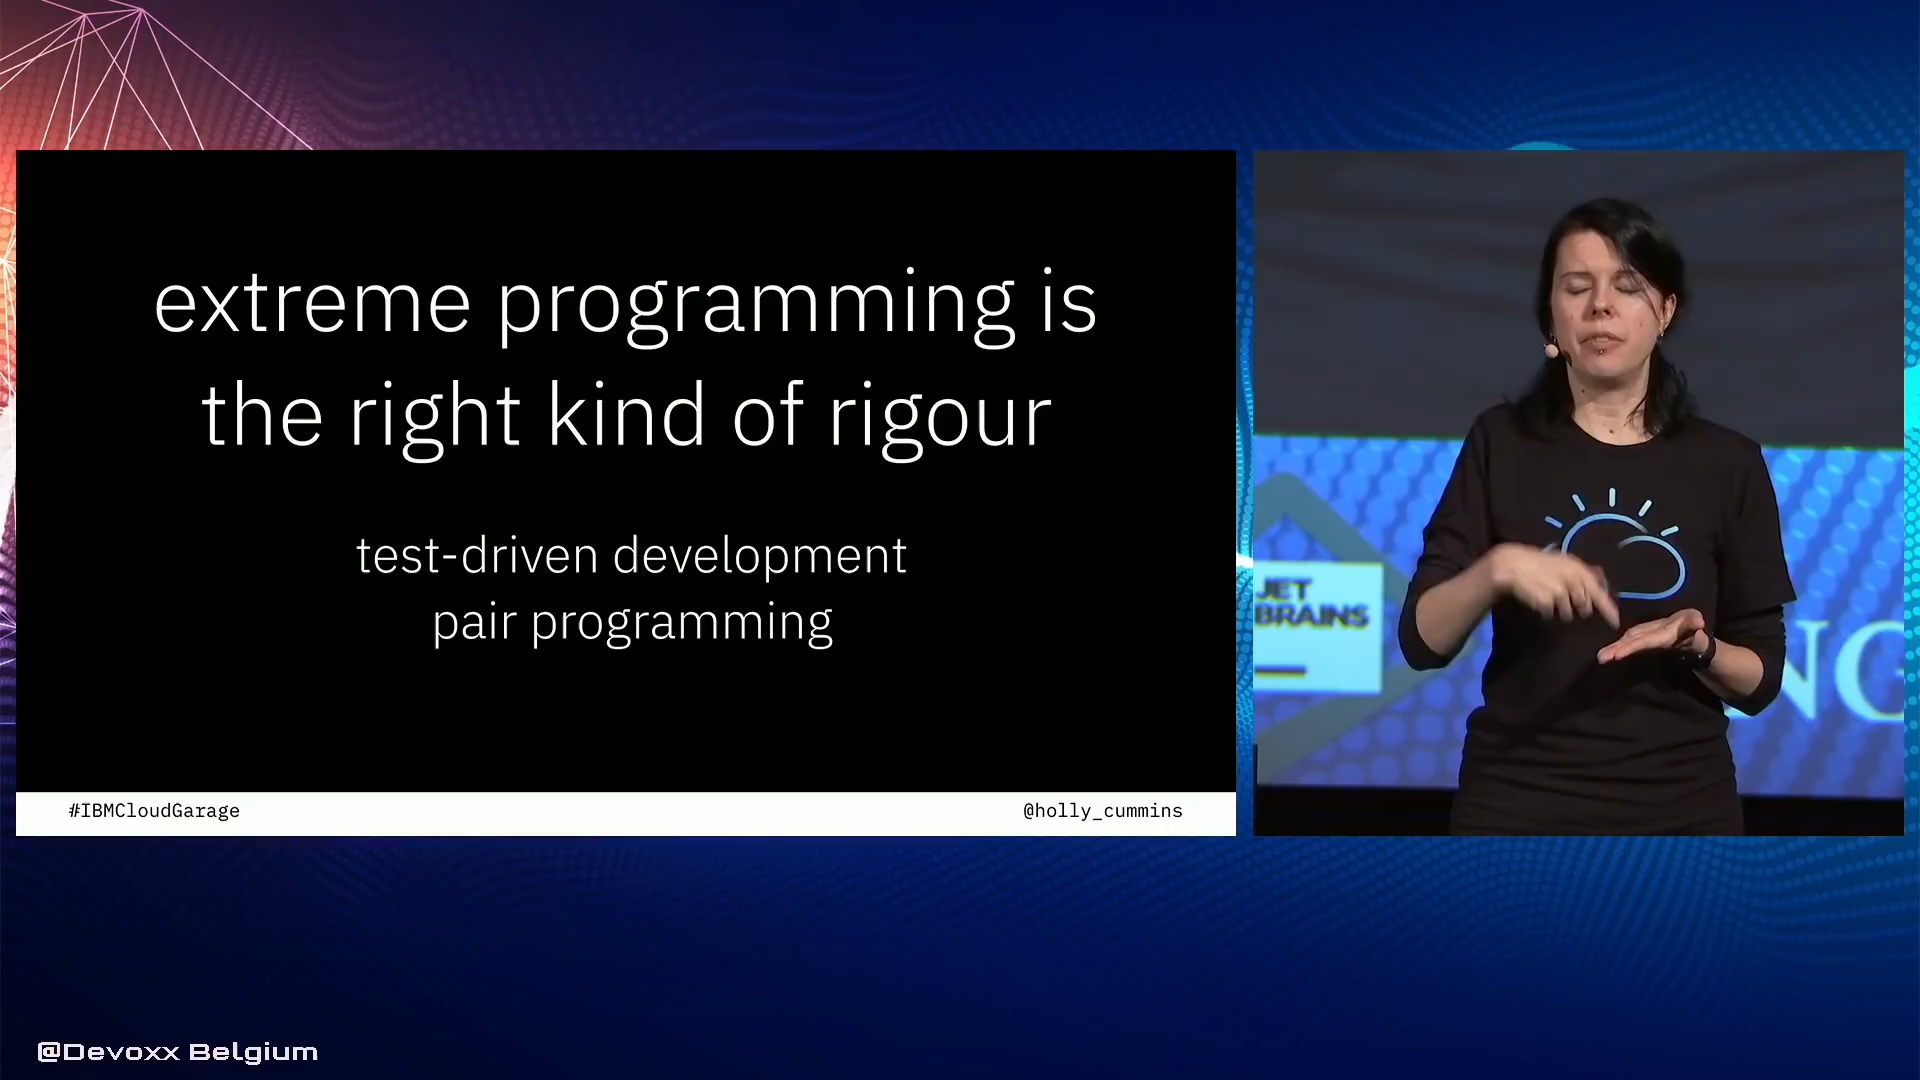 extreme programming is
the right kind of rigour
test-driven development
pair programming
#IBMCloudGarage
@holly_cummins
JET
BRAINS
NG
@Devoxx Belgium